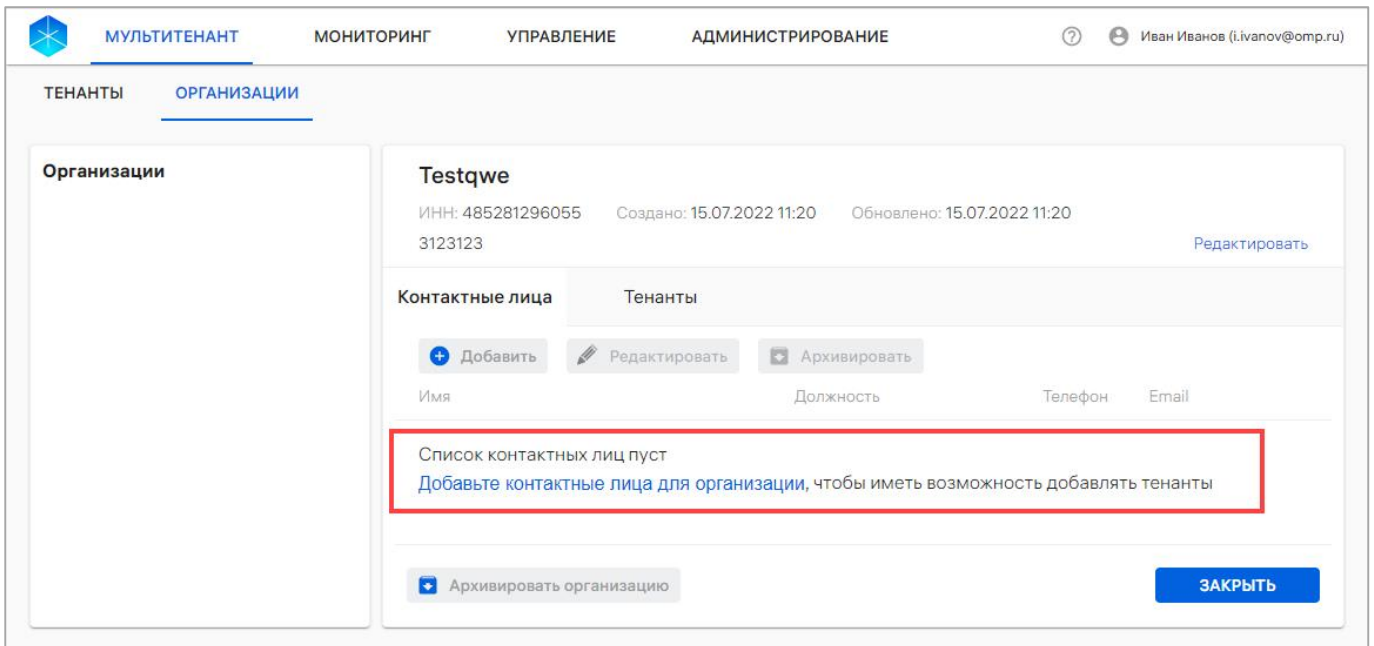 МУЛЬТИТЕНАНТ МОНИТОРИНГ УПРАВЛЕНИЕ АДМИНИСТРИРОВАНИЕ ? Иван Иванов (i.ivanov@omp.ru)
ТЕНАНТЫ ОРГАНИЗАЦИИ
Организации
Testqwe
ИНН: 485281296055 Создано: 15.07.2022 11:20 Обновлено: 15.07.2022 11:20
3123123 Редактировать
Контактные лица Тенанты
Добавить Редактировать Архивировать
Имя Должность Телефон Email
Список контактных лиц пуст
Добавьте контактные лица для организации, чтобы иметь возможность добавлять тенанты
Архивировать организацию ЗАКРЫТЬ